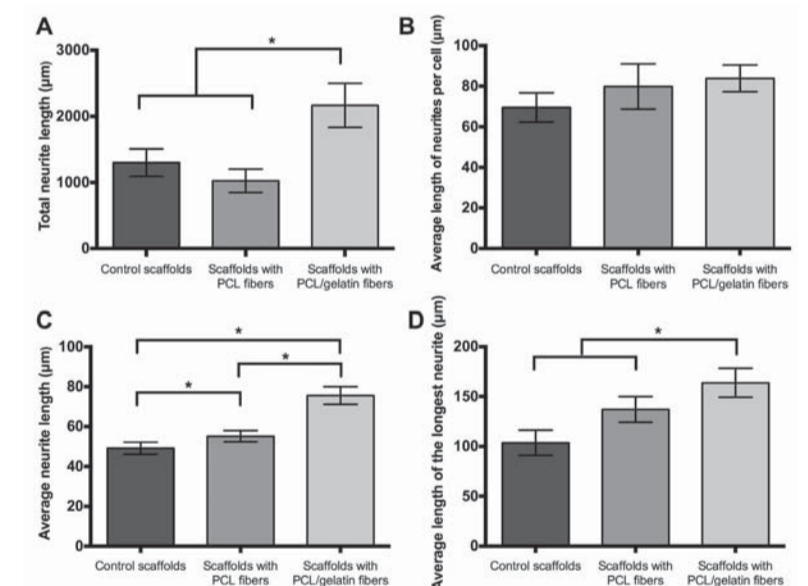 A
Total neurite length (µm)
3000
2000
1000
0
*
Control scaffolds
Scaffolds with
PCL fibers
Scaffolds with
PCL/gelatin fibers
B
Average length of neurites per cell (µm)
100
80
60
40
20
0
Control scaffolds
Scaffolds with
PCL fibers
Scaffolds with
PCL/gelatin fibers
C
Average neurite length (µm)
100
80
60
40
20
0
*
*
*
Control scaffolds
Scaffolds with
PCL fibers
Scaffolds with
PCL/gelatin fibers
D
Average length of the longest neurite (µm)
200
150
100
50
0
*
Control scaffolds
Scaffolds with
PCL fibers
Scaffolds with
PCL/gelatin fibers